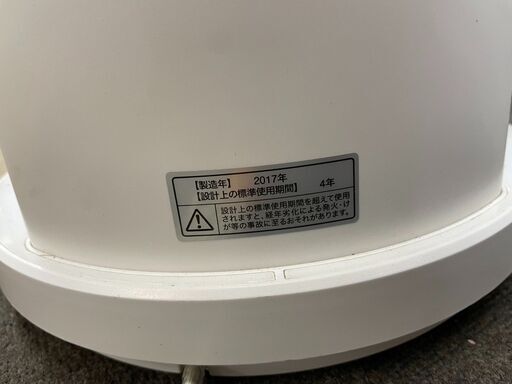 【製造年】 2017年
【設計上の標準使用期間】 4年
設計上の標準使用期間を超えて使用
されますと、経年劣化による発火・け
が等の事故に至るおそれがあります。